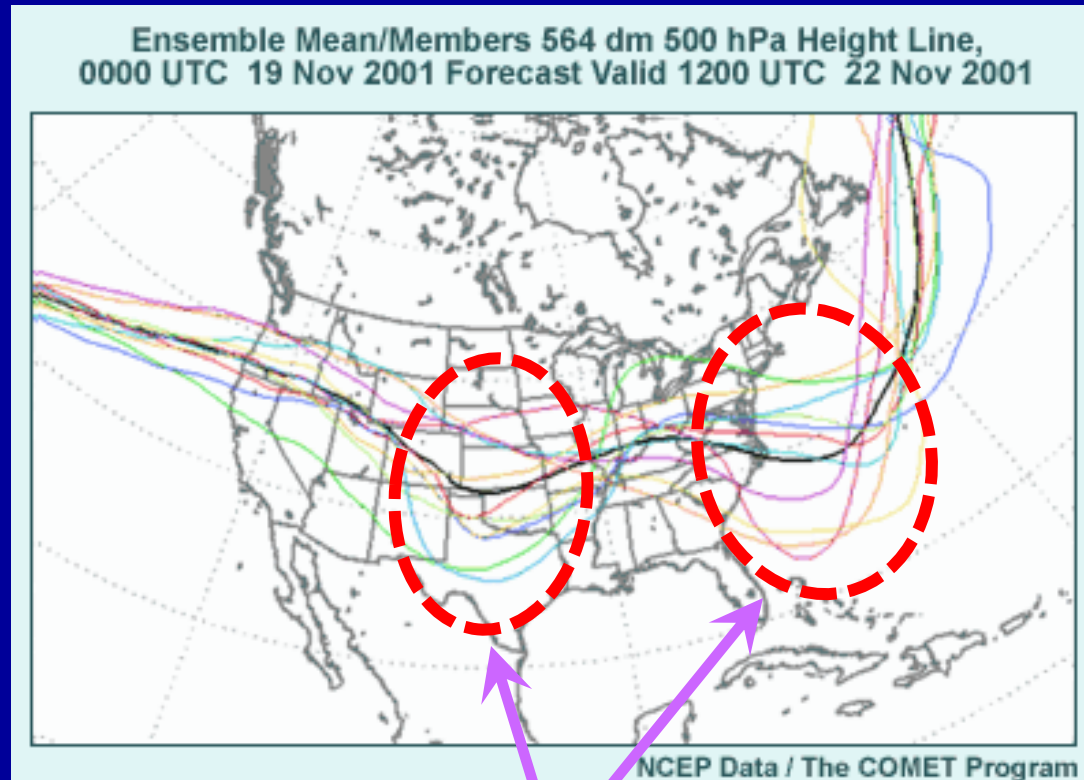 Ensemble Mean/Members 564 dm 500 hPa Height Line,
0000 UTC 19 Nov 2001 Forecast Valid 1200 UTC 22 Nov 2001
NCEP Data / The COMET Program